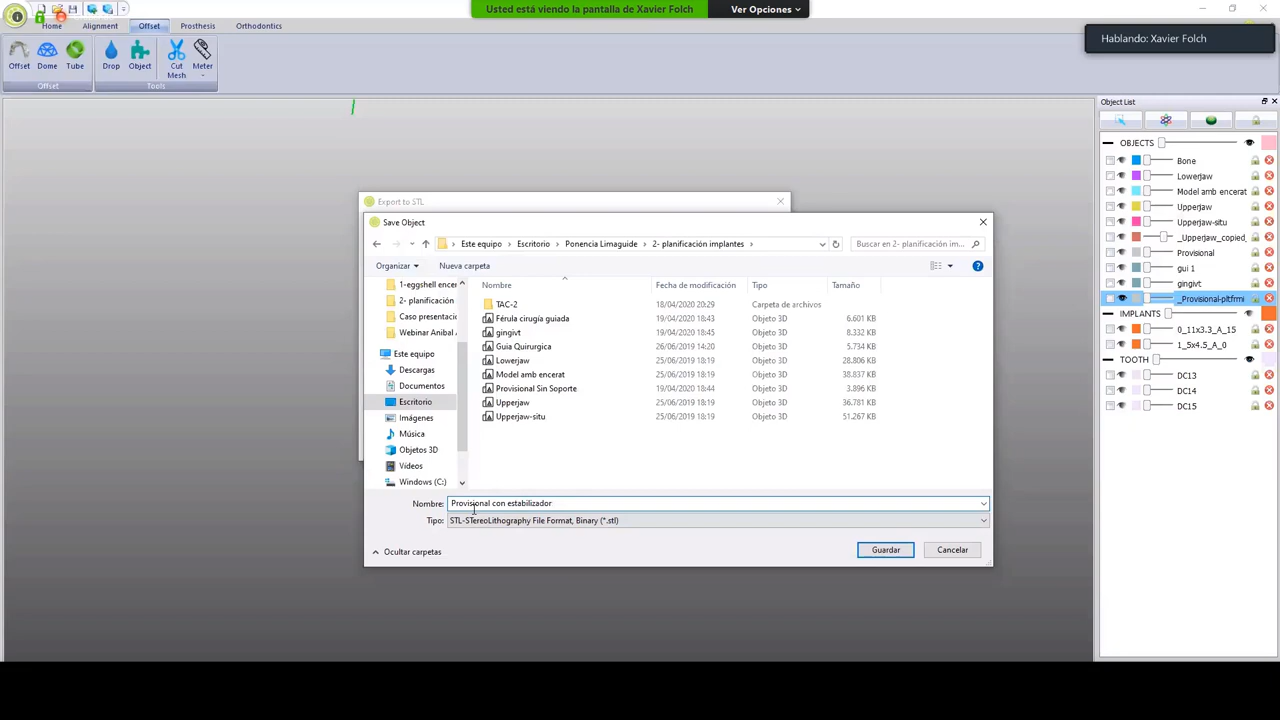 Usted está viendo la pantalla de Xavier Folch
Ver Opciones
Hablando: Xavier Folch
Home Alignment Offset Prosthesis Orthodontics
Offset Dome Tube Drop Object Cut Mesh Meter
Offset Tools
Object List
OBJECTS
Bone
Lowerjaw
Model amb encerat
Upperjaw
Upperjaw-situ
_Upperjaw_copied_
Provisional
gui 1
gingivt
_Provisional-pltfrmi
IMPLANTS
0_11x3.3_A_15
1_5x4.5_A_0
TOOTH
DC13
DC14
DC15
Export to STL
Save Object
Este equipo Escritorio Ponencia Limaguide 2- planificación implantes
Buscar en 2- planificación im...
Organizar Nueva carpeta
1-eggshell encer
2- planificación
Caso presentaci
Webinar Anibal
Este equipo
Descargas
Documentos
Escritorio
Imágenes
Música
Objetos 3D
Vídeos
Windows (C:)
Nombre Fecha de modificación Tipo Tamaño
TAC-2 18/04/2020 20:29 Carpeta de archivos
Férula cirugía guiada 19/04/2020 18:43 Objeto 3D 6.601 KB
gingivt 19/04/2020 18:45 Objeto 3D 8.332 KB
Guia Quirurgica 26/06/2019 14:20 Objeto 3D 5.734 KB
Lowerjaw 25/06/2019 18:19 Objeto 3D 28.806 KB
Model amb encerat 25/06/2019 18:19 Objeto 3D 38.837 KB
Provisional Sin Soporte 19/04/2020 18:44 Objeto 3D 3.896 KB
Upperjaw 25/06/2019 18:19 Objeto 3D 36.781 KB
Upperjaw-situ 25/06/2019 18:19 Objeto 3D 51.267 KB
Nombre: Provisional con estabilizador
Tipo: STL-STereoLithography File Format, Binary (*.stl)
Ocultar carpetas
Guardar
Cancelar